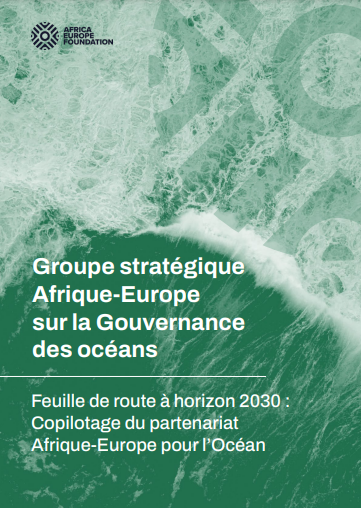 AFRICA
EUROPE
FOUNDATION
Groupe stratégique
Afrique-Europe
sur la Gouvernance
des océans
Feuille de route à horizon 2030 :
Copilotage du partenariat
Afrique-Europe pour l'Océan